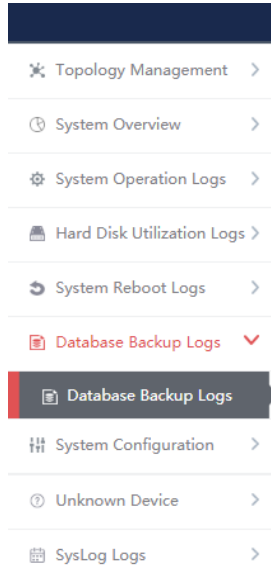 Topology Management
System Overview
System Operation Logs
Hard Disk Utilization Logs
System Reboot Logs
Database Backup Logs
Database Backup Logs
System Configuration
Unknown Device
SysLog Logs